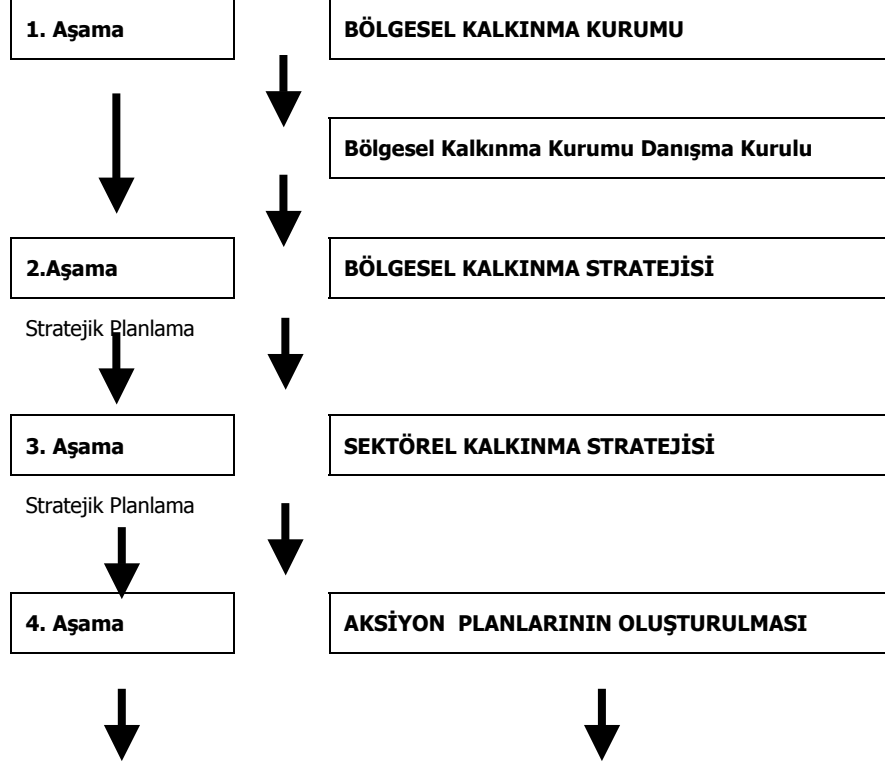 1. Aşama
BÖLGESEL KALKINMA KURUMU
Bölgesel Kalkınma Kurumu Danışma Kurulu
2.Aşama
BÖLGESEL KALKINMA STRATEJİSİ
Stratejik Planlama
3. Aşama
SEKTÖREL KALKINMA STRATEJİSİ
Stratejik Planlama
4. Aşama
AKSİYON PLANLARININ OLUŞTURULMASI